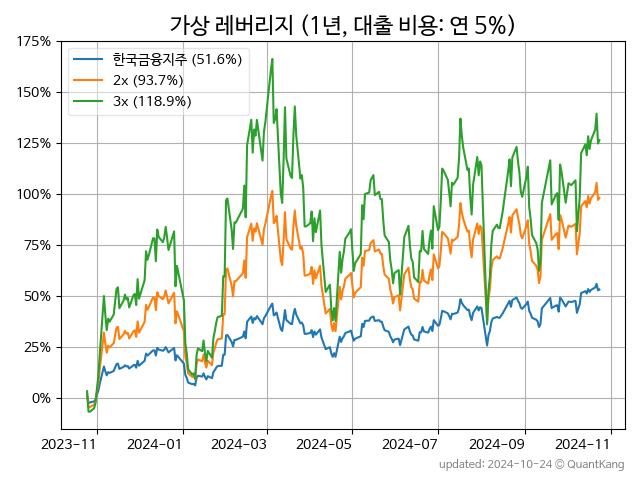 가상 레버리지 (1년, 대출 비용: 연 5%)
175%
150%
125%
100%
75%
50%
25%
0%
한국금융지주 (51.6%)
2x (93.7%)
3x (118.9%)
2023-11 2024-01 2024-03 2024-05 2024-07 2024-09 2024-11
updated: 2024-10-24 © QuantKang